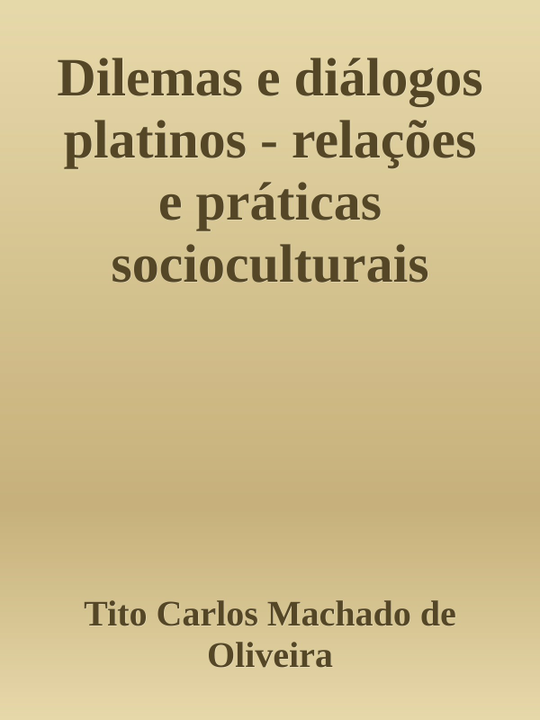 Dilemas e diálogos
platinos - relações
e práticas
socioculturais
Tito Carlos Machado de
Oliveira